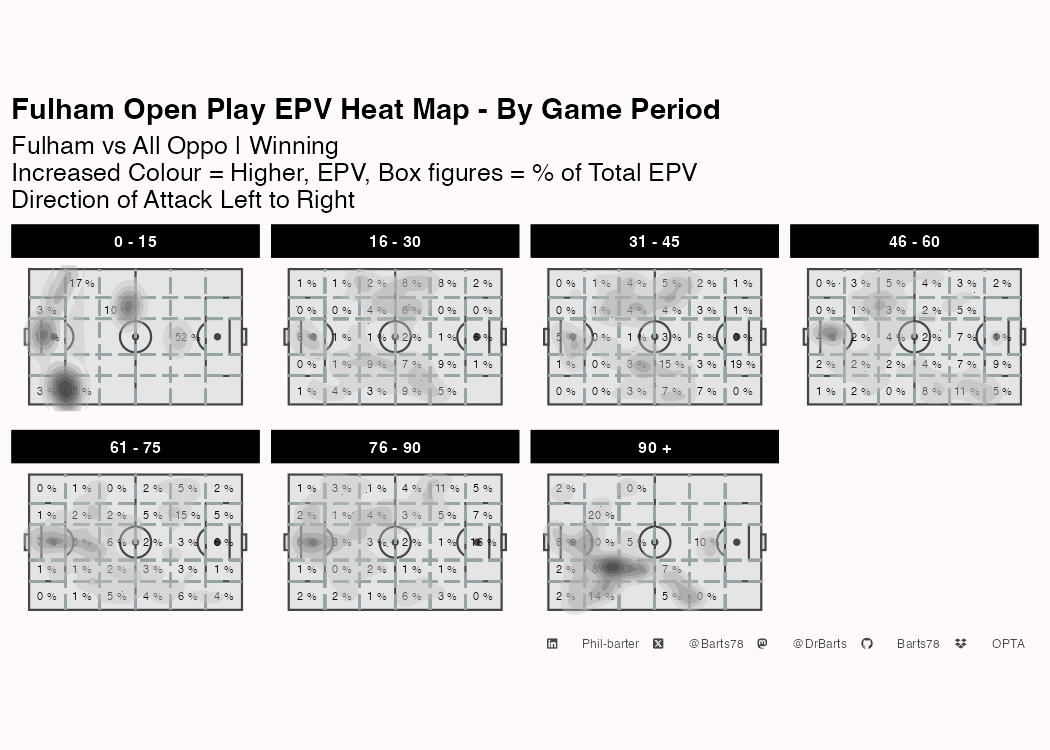 Fulham Open Play EPV Heat Map - By Game Period
Fulham vs All Oppo | Winning
Increased Colour = Higher, EPV, Box figures = % of Total EPV
Direction of Attack Left to Right
0 - 15 16 - 30 31 - 45 46 - 60
17 % 1 % 1 % 2 % 8 % 8 % 2 % 0 % 1 % 4 % 5 % 2 % 1 % 0 % 3 % 5 % 4 % 3 % 2 %
3 % 10 0 % 0 % 4 % 6 % 0 % 0 % 0 % 1 % 4 % 4 % 3 % 0 % 0 % 1 % 5 % 2 % 5 %
52 % 1 % 1 % 2 % 1 % 0 % 1 % 3 % 6 % 2 % 4 % 2 % 7 %
0 % 1 % 9 % 7 % 9 % 1 % 1 % 0 % 3 % 15 % 3 % 19 % 2 % 2 % 2 % 4 % 7 % 9 %
3 % 1 % 4 % 3 % 9 % 5 % 0 % 0 % 3 % 7 % 7 % 0 % 1 % 2 % 0 % 8 % 11 % 5 %
61 - 75 76 - 90 90 +
0 % 1 % 0 % 2 % 5 % 2 % 1 % 3 % 1 % 4 % 11 % 5 % 2 % 0 %
1 % 2 % 2 % 5 % 15 % 5 % 2 % 1 % 4 % 3 % 5 % 7 % 20 %
5 % 6 % 2 % 3 % 8 % 3 % 2 % 1 % 16 % 10 % 5 % 10 %
1 % 1 % 2 % 3 % 3 % 1 % 1 % 0 % 2 % 1 % 1 % 2 % 7 %
0 % 1 % 5 % 4 % 6 % 4 % 2 % 2 % 1 % 6 % 3 % 0 % 2 % 14 % 5 % 0 %
Phil-barter @Barts78 @DrBarts Barts78 OPTA